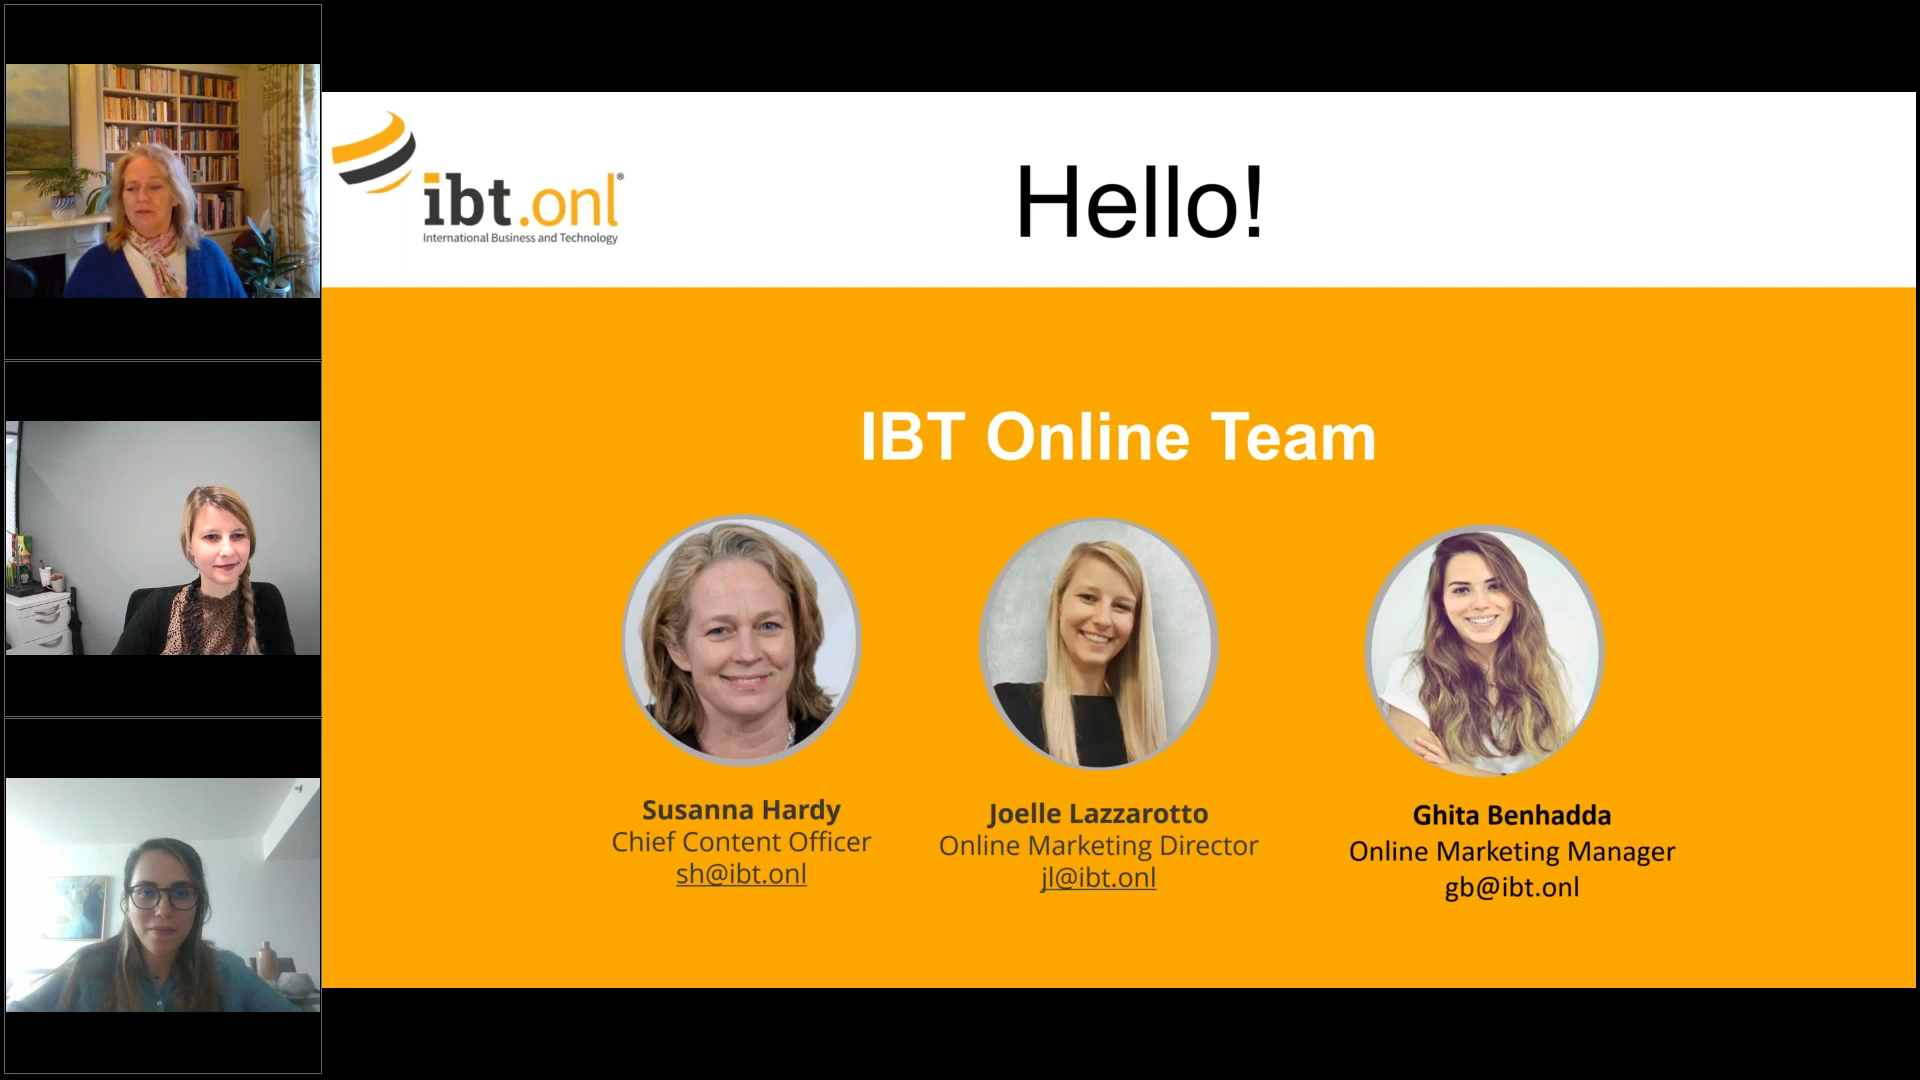 ibt.onl®
International Business and Technology
Hello!
IBT Online Team
Susanna Hardy
Chief Content Officer
sh@ibt.onl
Joelle Lazzarotto
Online Marketing Director
jl@ibt.onl
Ghita Benhadda
Online Marketing Manager
gb@ibt.onl